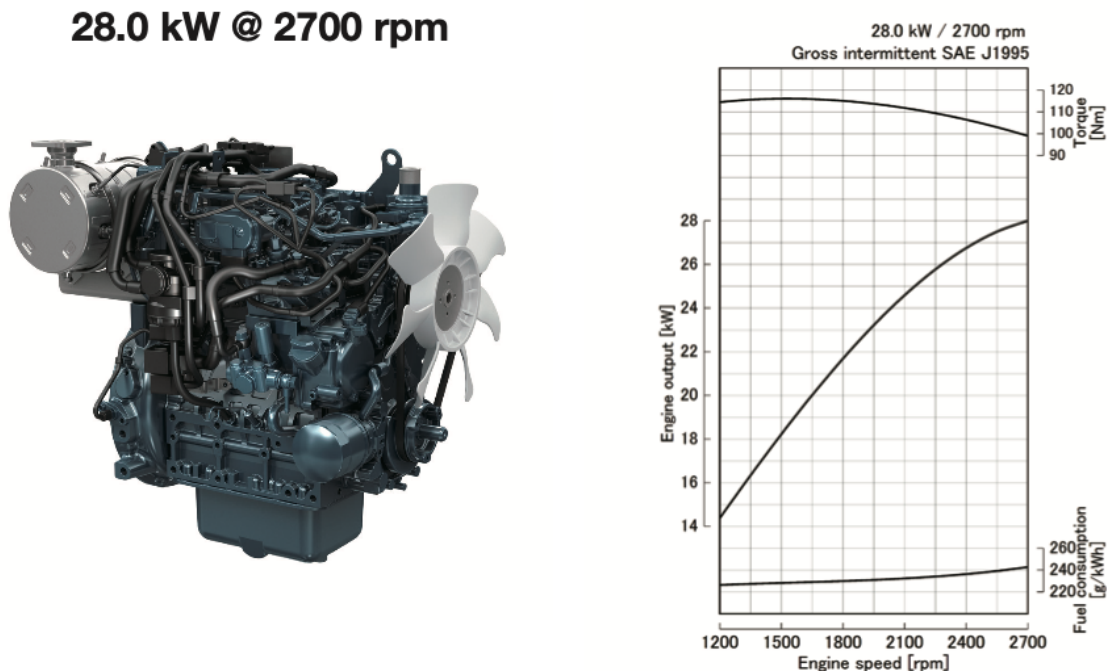 28.0 kW @ 2700 rpm
28.0 kW / 2700 rpm
Gross intermittent SAE J1995
120
110
100
90
Torque
[Nm]
28
26
24
22
20
18
16
14
Engine output [kW]
260
240
220
Fuel consumption
[g/kWh]
1200 1500 1800 2100 2400 2700
Engine speed [rpm]